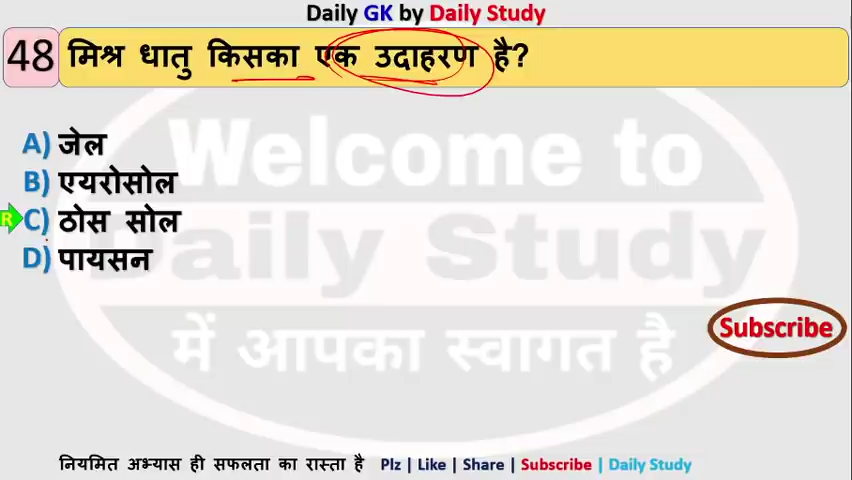 Daily GK by Daily Study
48 मिश्र धातु किसका एक उदाहरण है?
Welcome to
A) जेल
B) एयरोसोल
R C) ठोस सोल
Daily Study
D) पायसन
Subscribe
में आपका स्वागत है
नियमित अभ्यास ही सफलता का रास्ता है Plz | Like | Share | Subscribe | Daily Study